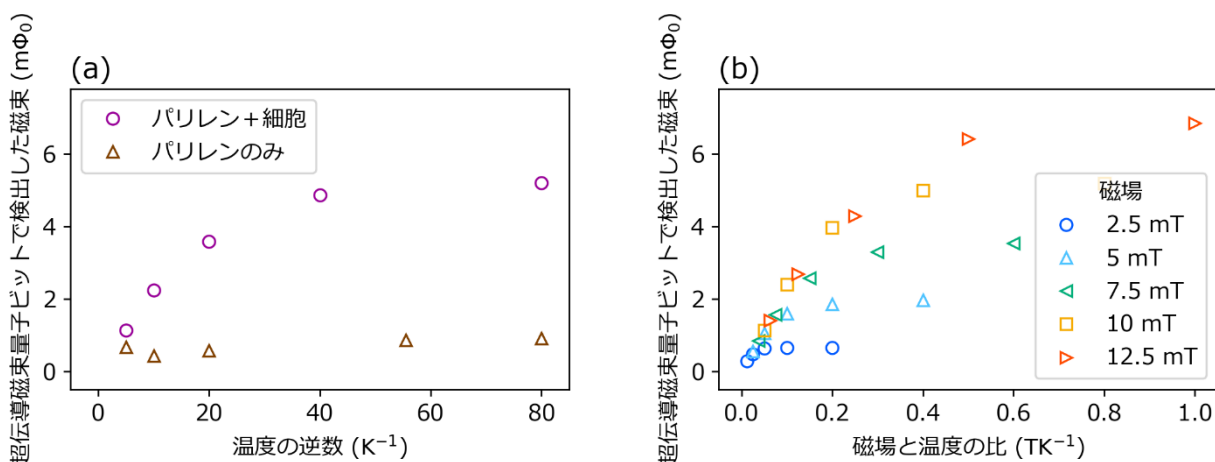 (a)
超伝導磁束量子ビットで検出した磁束 (mΦ₀)
パリレン＋細胞
パリレンのみ
6
4
2
0
0 20 40 60 80
温度の逆数 (K⁻¹)
(b)
超伝導磁束量子ビットで検出した磁束 (mΦ₀)
磁場
2.5 mT
5 mT
7.5 mT
10 mT
12.5 mT
6
4
2
0
0.0 0.2 0.4 0.6 0.8 1.0
磁場と温度の比 (TK⁻¹)